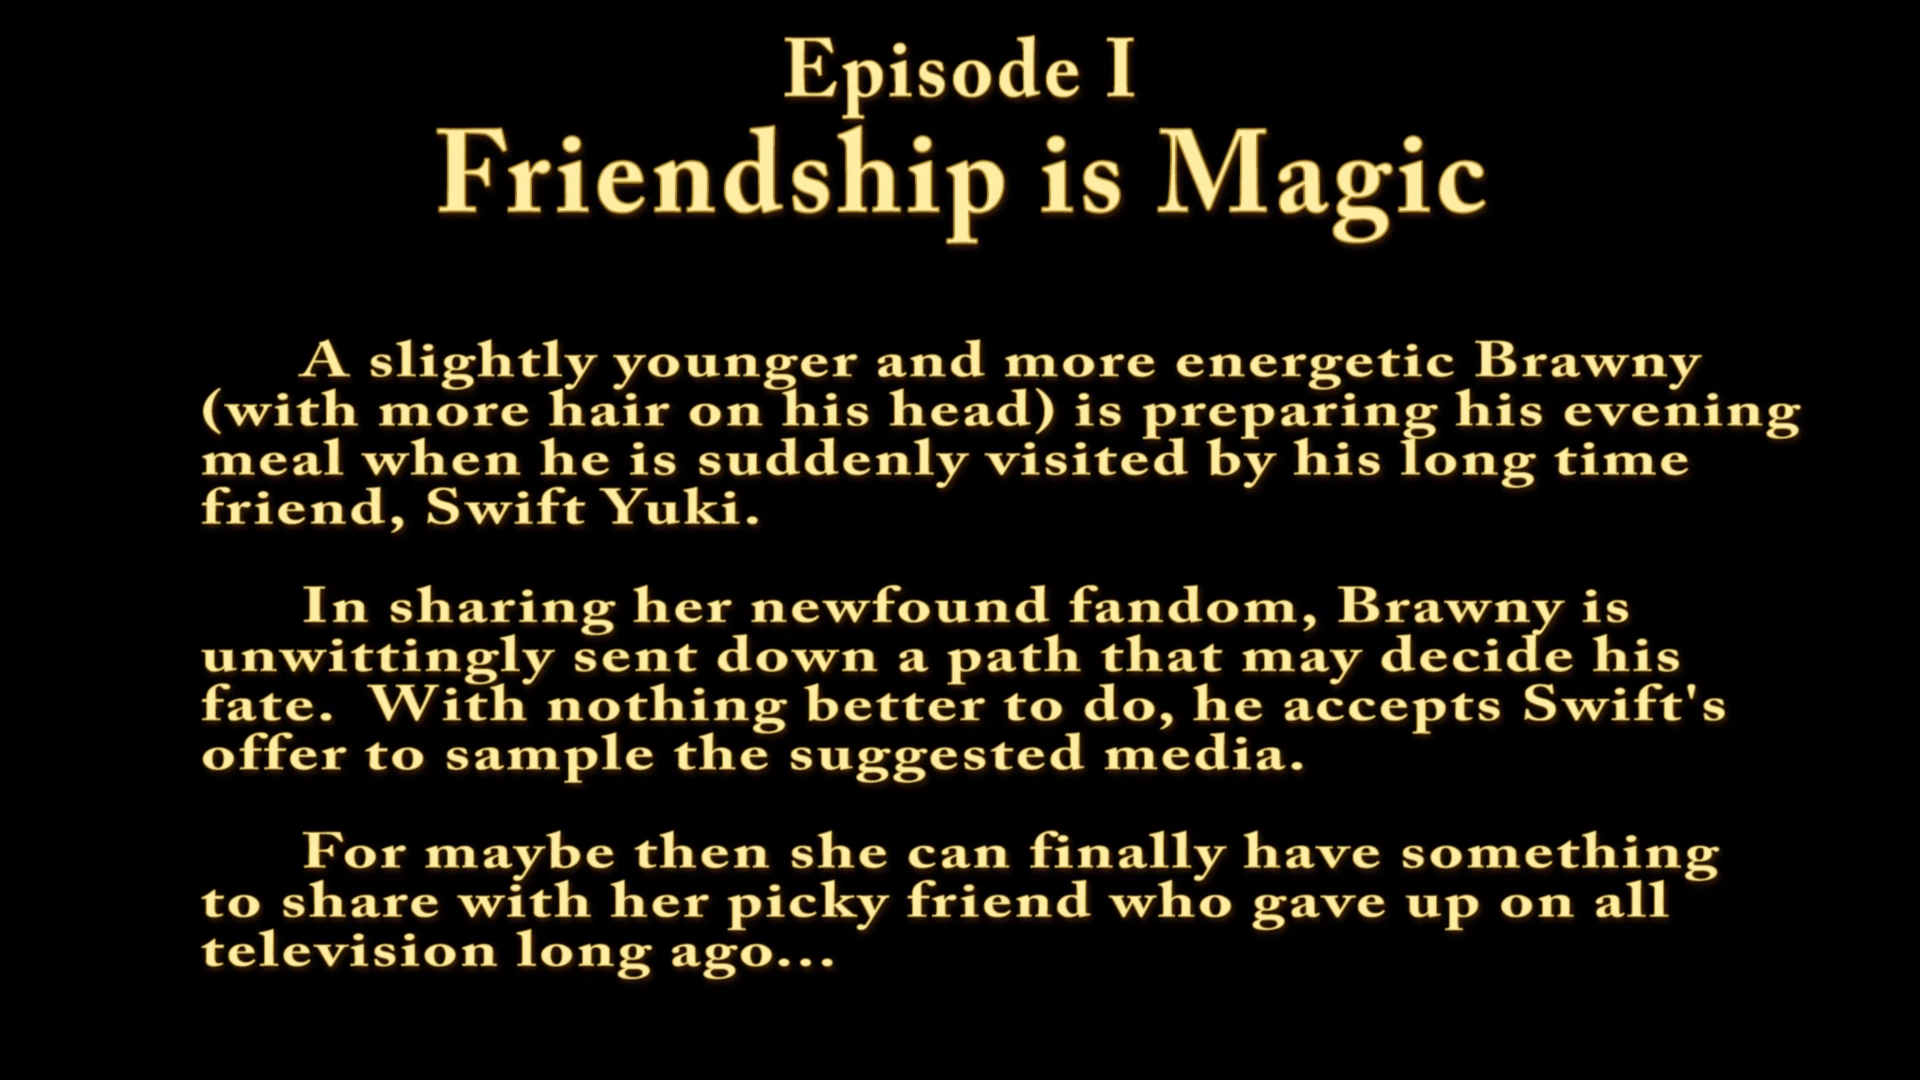 Episode I
Friendship is Magic
A slightly younger and more energetic Brawny
(with more hair on his head) is preparing his evening
meal when he is suddenly visited by his long time
friend, Swift Yuki.
In sharing her newfound fandom, Brawny is
unwittingly sent down a path that may decide his
fate.  With nothing better to do, he accepts Swift's
offer to sample the suggested media.
For maybe then she can finally have something
to share with her picky friend who gave up on all
television long ago...